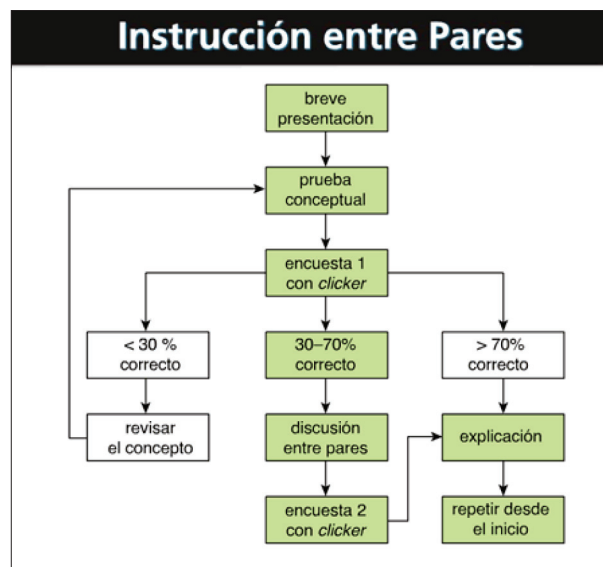 Instrucción entre Pares
breve
presentación
prueba
conceptual
encuesta 1
con clicker
< 30 %
correcto
30–70%
correcto
> 70%
correcto
revisar
el concepto
discusión
entre pares
explicación
encuesta 2
con clicker
repetir desde
el inicio